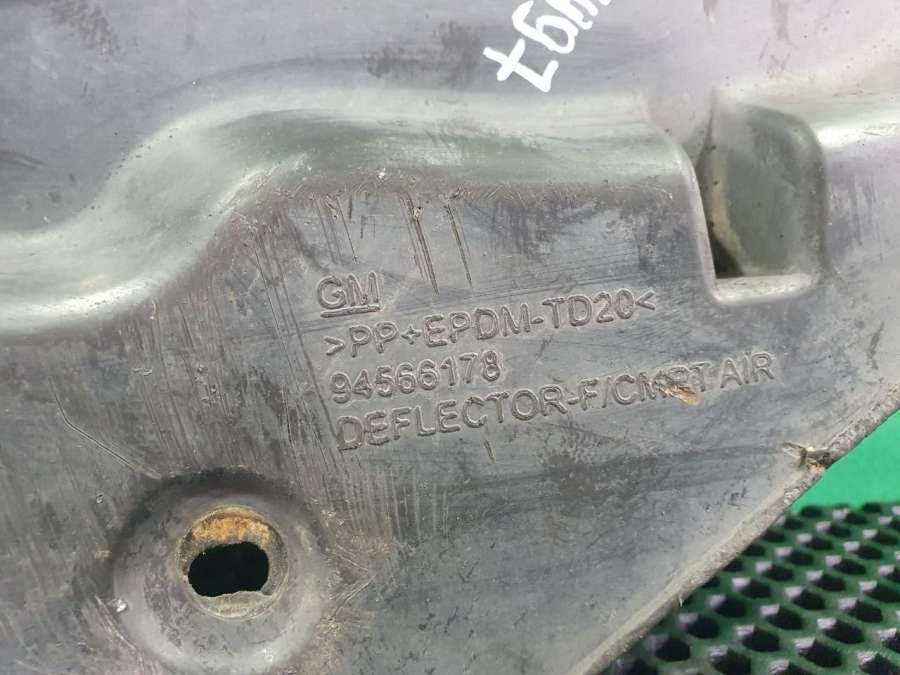 GM
>PP+EPDM-TD20<
94566178
DEFLECTOR-F/CMPT AIR